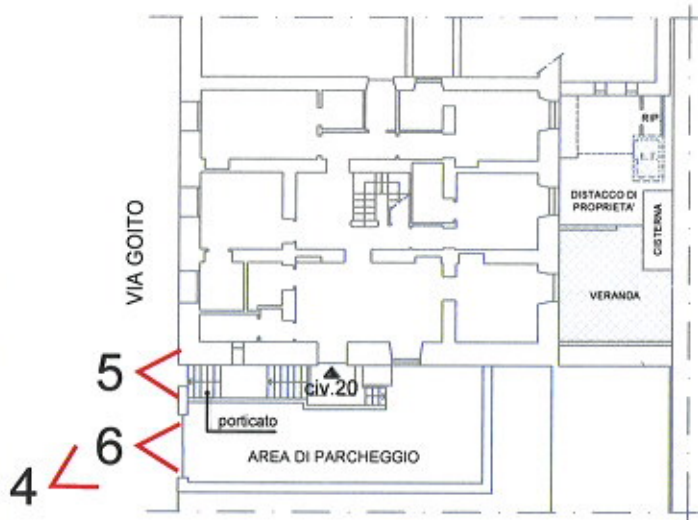 RIP
DISTACCO DI
PROPRIETA'
CISTERNA
VIA GOITO
VERANDA
5
civ.20
porticato
6
AREA DI PARCHEGGIO
4